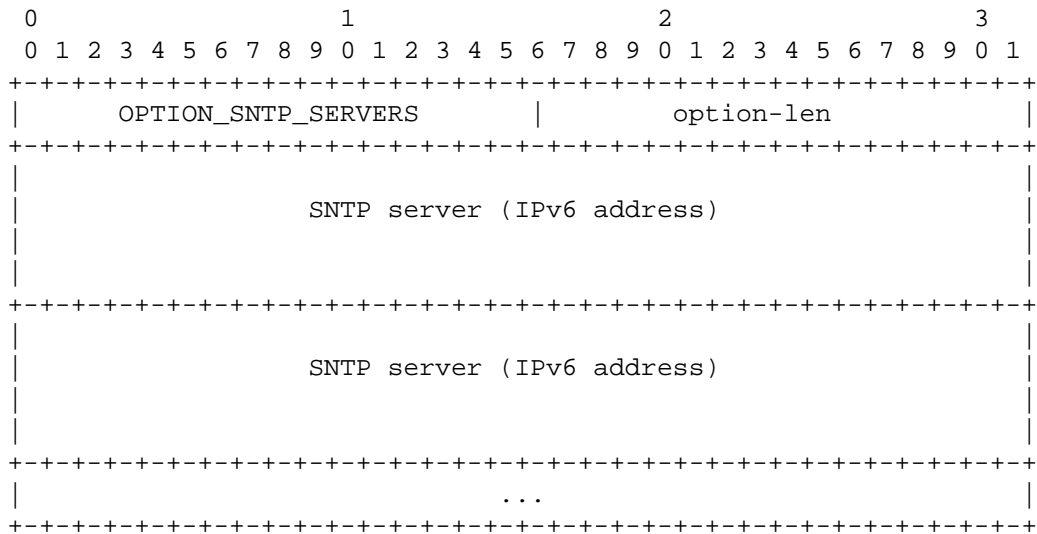 0                   1                   2                   3
 0 1 2 3 4 5 6 7 8 9 0 1 2 3 4 5 6 7 8 9 0 1 2 3 4 5 6 7 8 9 0 1
+-+-+-+-+-+-+-+-+-+-+-+-+-+-+-+-+-+-+-+-+-+-+-+-+-+-+-+-+-+-+-+-+
|      OPTION_SNTP_SERVERS       |        option-len            |
+-+-+-+-+-+-+-+-+-+-+-+-+-+-+-+-+-+-+-+-+-+-+-+-+-+-+-+-+-+-+-+-+
|                                                               |
|                  SNTP server (IPv6 address)                   |
|                                                               |
|                                                               |
+-+-+-+-+-+-+-+-+-+-+-+-+-+-+-+-+-+-+-+-+-+-+-+-+-+-+-+-+-+-+-+-+
|                                                               |
|                  SNTP server (IPv6 address)                   |
|                                                               |
|                                                               |
+-+-+-+-+-+-+-+-+-+-+-+-+-+-+-+-+-+-+-+-+-+-+-+-+-+-+-+-+-+-+-+-+
|                              ...                              |
+-+-+-+-+-+-+-+-+-+-+-+-+-+-+-+-+-+-+-+-+-+-+-+-+-+-+-+-+-+-+-+-+